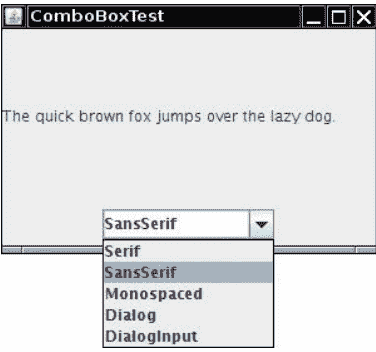 ComboBoxTest
The quick brown fox jumps over the lazy dog.
SansSerif
Serif
SansSerif
Monospaced
Dialog
DialogInput